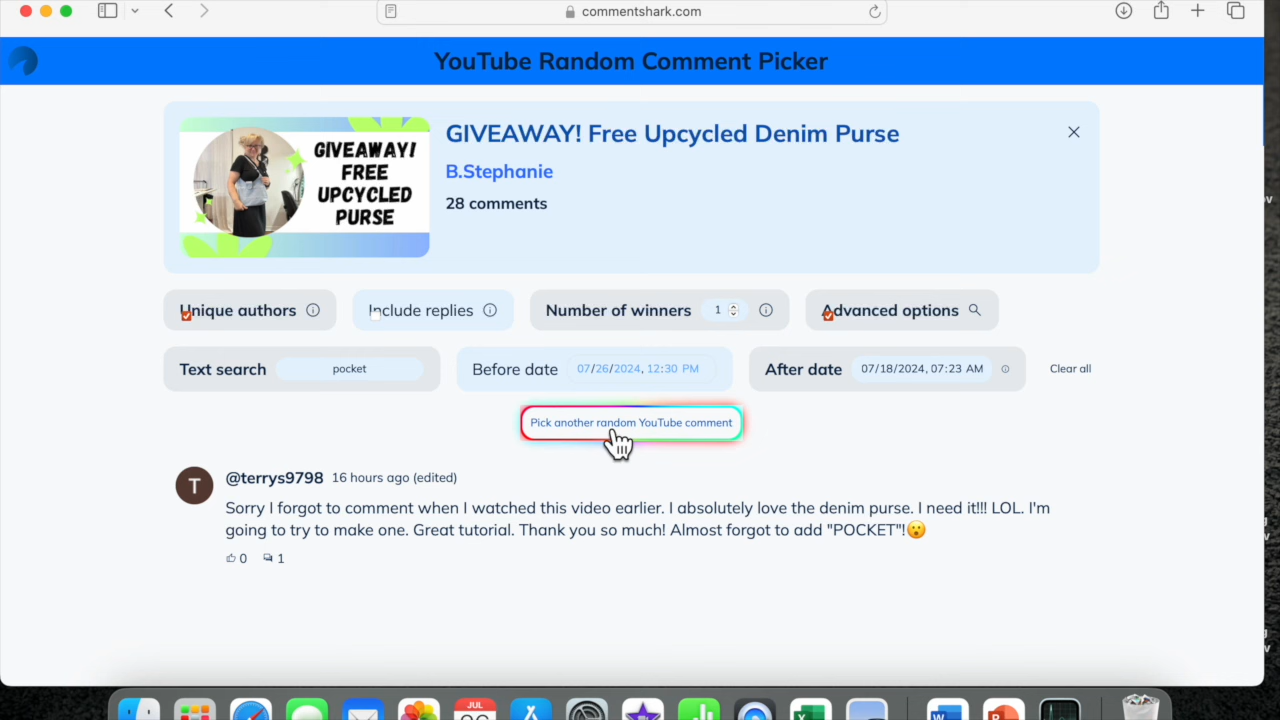 commentshark.com
YouTube Random Comment Picker
GIVEAWAY!
FREE
UPCYCLED
PURSE
GIVEAWAY! Free Upcycled Denim Purse
B.Stephanie
28 comments
Unique authors
Include replies
Number of winners 1
Advanced options
Text search pocket
Before date 07/26/2024, 12:30 PM
After date 07/18/2024, 07:23 AM
Clear all
Pick another random YouTube comment
T
@terrys9798 16 hours ago (edited)
Sorry I forgot to comment when I watched this video earlier. I absolutely love the denim purse. I need it!!! LOL. I'm
going to try to make one. Great tutorial. Thank you so much! Almost forgot to add "POCKET"!😮
0 1
JUL